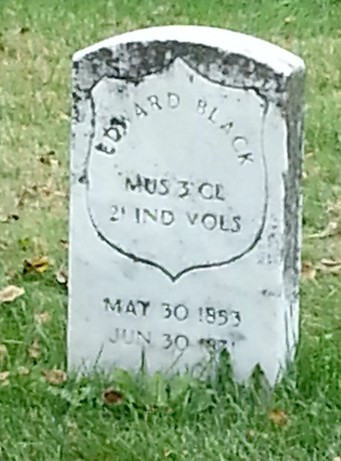 EDWARD BLACK
MUS 3 CL
21 IND VOLS
MAY 30 1853
JUN 30